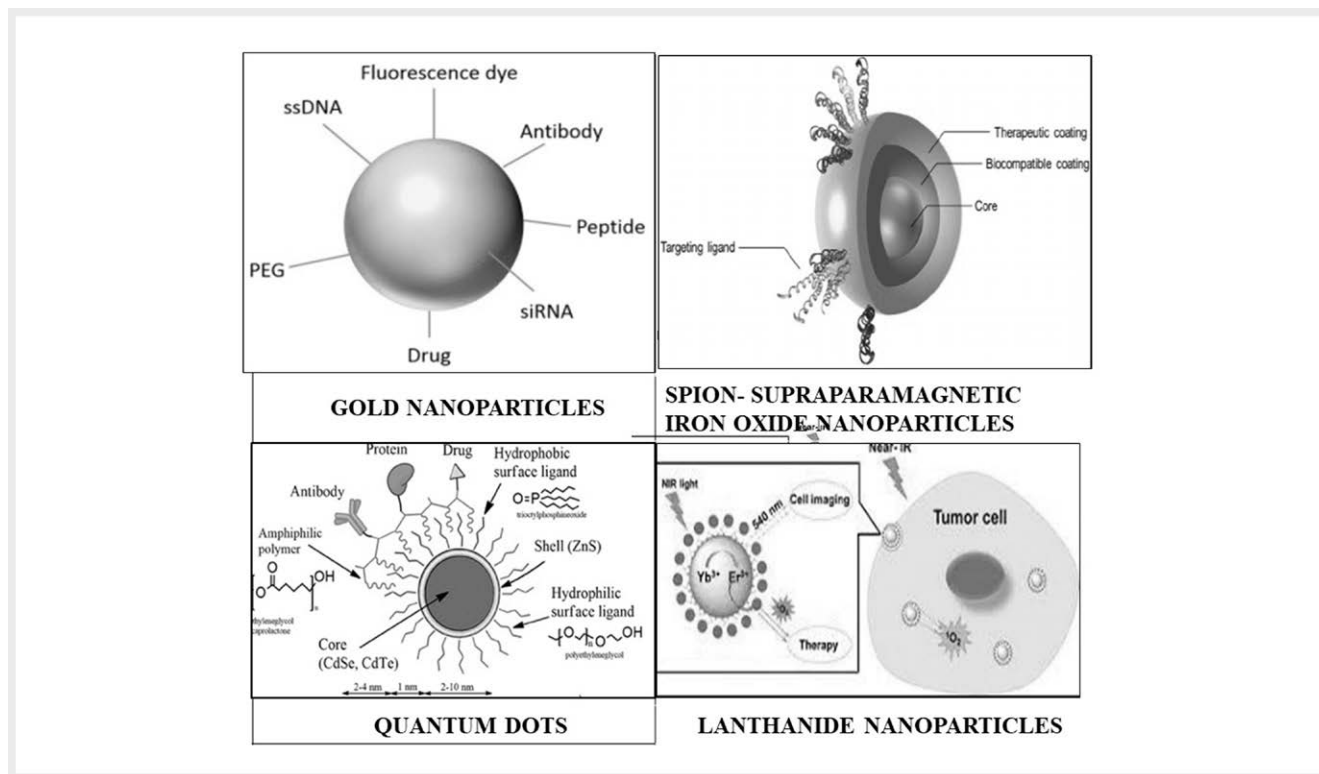 Fluorescence dye
ssDNA
Antibody
Peptide
PEG
siRNA
Drug
GOLD NANOPARTICLES
Therapeutic coating
Biocompatible coating
Core
Targeting ligand
SPION- SUPRAPARAMAGNETIC
IRON OXIDE NANOPARTICLES
Protein
Drug
Hydrophobic
surface ligand
O=P
trioctylphosphineoxide
Antibody
Amphiphilic
polymer
Shell (ZnS)
O
O
OH
n
Hydrophilic
surface ligand
Core
(CdSe, CdTe)
O
n
O
OH
polyethyleneglycol
2-4 nm
1 nm
2-10 nm
QUANTUM DOTS
Near-IR
NIR light
540 nm
Cell imaging
Tumor cell
Yb³⁺
Er³⁺
Therapy
¹O₂
LANTHANIDE NANOPARTICLES